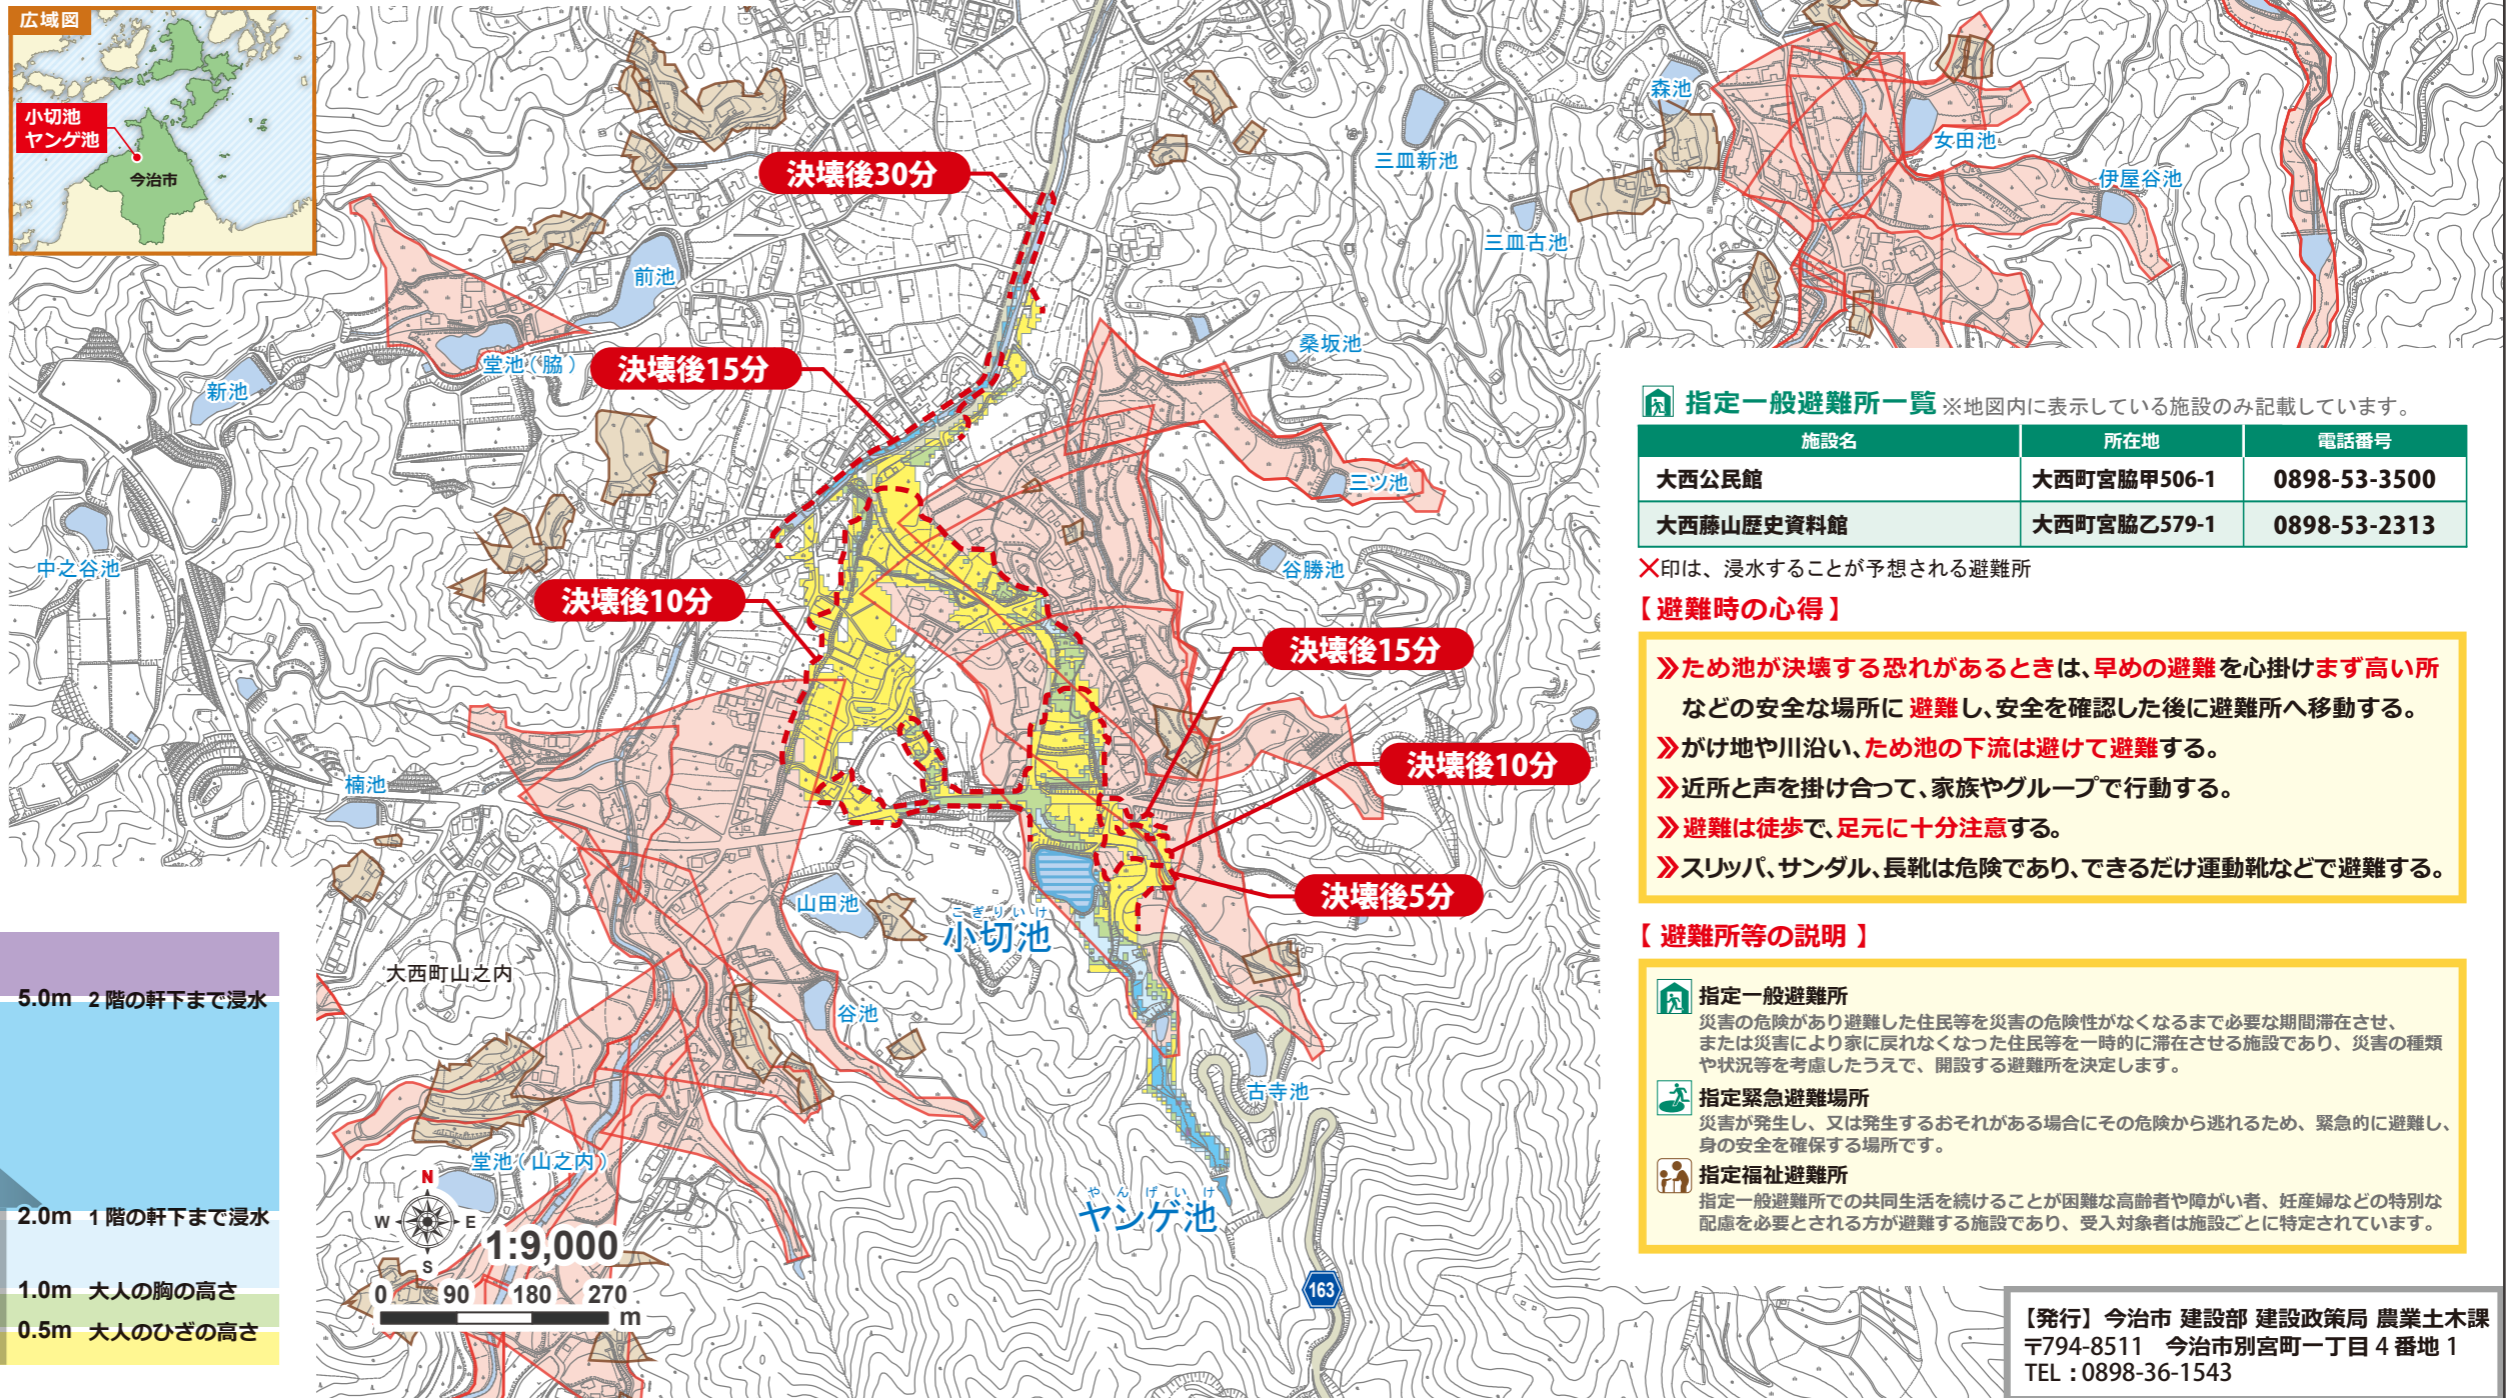 広域図
小切池
ヤンゲ池
今治市
決壊後30分
決壊後15分
決壊後10分
決壊後15分
決壊後10分
決壊後5分
前池
堂池(脇)
新池
中之谷池
楠池
三皿新池
三皿古池
森池
女田池
伊屋谷池
桑坂池
三ツ池
谷勝池
山田池
こぎりいけ
小切池
大西町山之内
谷池
古寺池
堂池(山之内)
やんげいけ
ヤンゲ池
163
5.0m 2階の軒下まで浸水
2.0m 1階の軒下まで浸水
1.0m 大人の胸の高さ
0.5m 大人のひざの高さ
N
W E
S
1:9,000
0 90 180 270
m
指定一般避難所一覧 ※地図内に表示している施設のみ記載しています。
施設名 所在地 電話番号
大西公民館 大西町宮脇甲506-1 0898-53-3500
大西藤山歴史資料館 大西町宮脇乙579-1 0898-53-2313
×印は、浸水することが予想される避難所
【避難時の心得】
≫ため池が決壊する恐れがあるときは、早めの避難を心掛けまず高い所
などの安全な場所に避難し、安全を確認した後に避難所へ移動する。
≫がけ地や川沿い、ため池の下流は避けて避難する。
≫近所と声を掛け合って、家族やグループで行動する。
≫避難は徒歩で、足元に十分注意する。
≫スリッパ、サンダル、長靴は危険であり、できるだけ運動靴などで避難する。
【避難所等の説明】
指定一般避難所
災害の危険があり避難した住民等を災害の危険性がなくなるまで必要な期間滞在させ、
または災害により家に戻れなくなった住民等を一時的に滞在させる施設であり、災害の種類
や状況等を考慮したうえで、開設する避難所を決定します。
指定緊急避難場所
災害が発生し、又は発生するおそれがある場合にその危険から逃れるため、緊急的に避難し、
身の安全を確保する場所です。
指定福祉避難所
指定一般避難所での共同生活を続けることが困難な高齢者や障がい者、妊産婦などの特別な
配慮を必要とされる方が避難する施設であり、受入対象者は施設ごとに特定されています。
【発行】今治市 建設部 建設政策局 農業土木課
〒794-8511 今治市別宮町一丁目4番地1
TEL:0898-36-1543